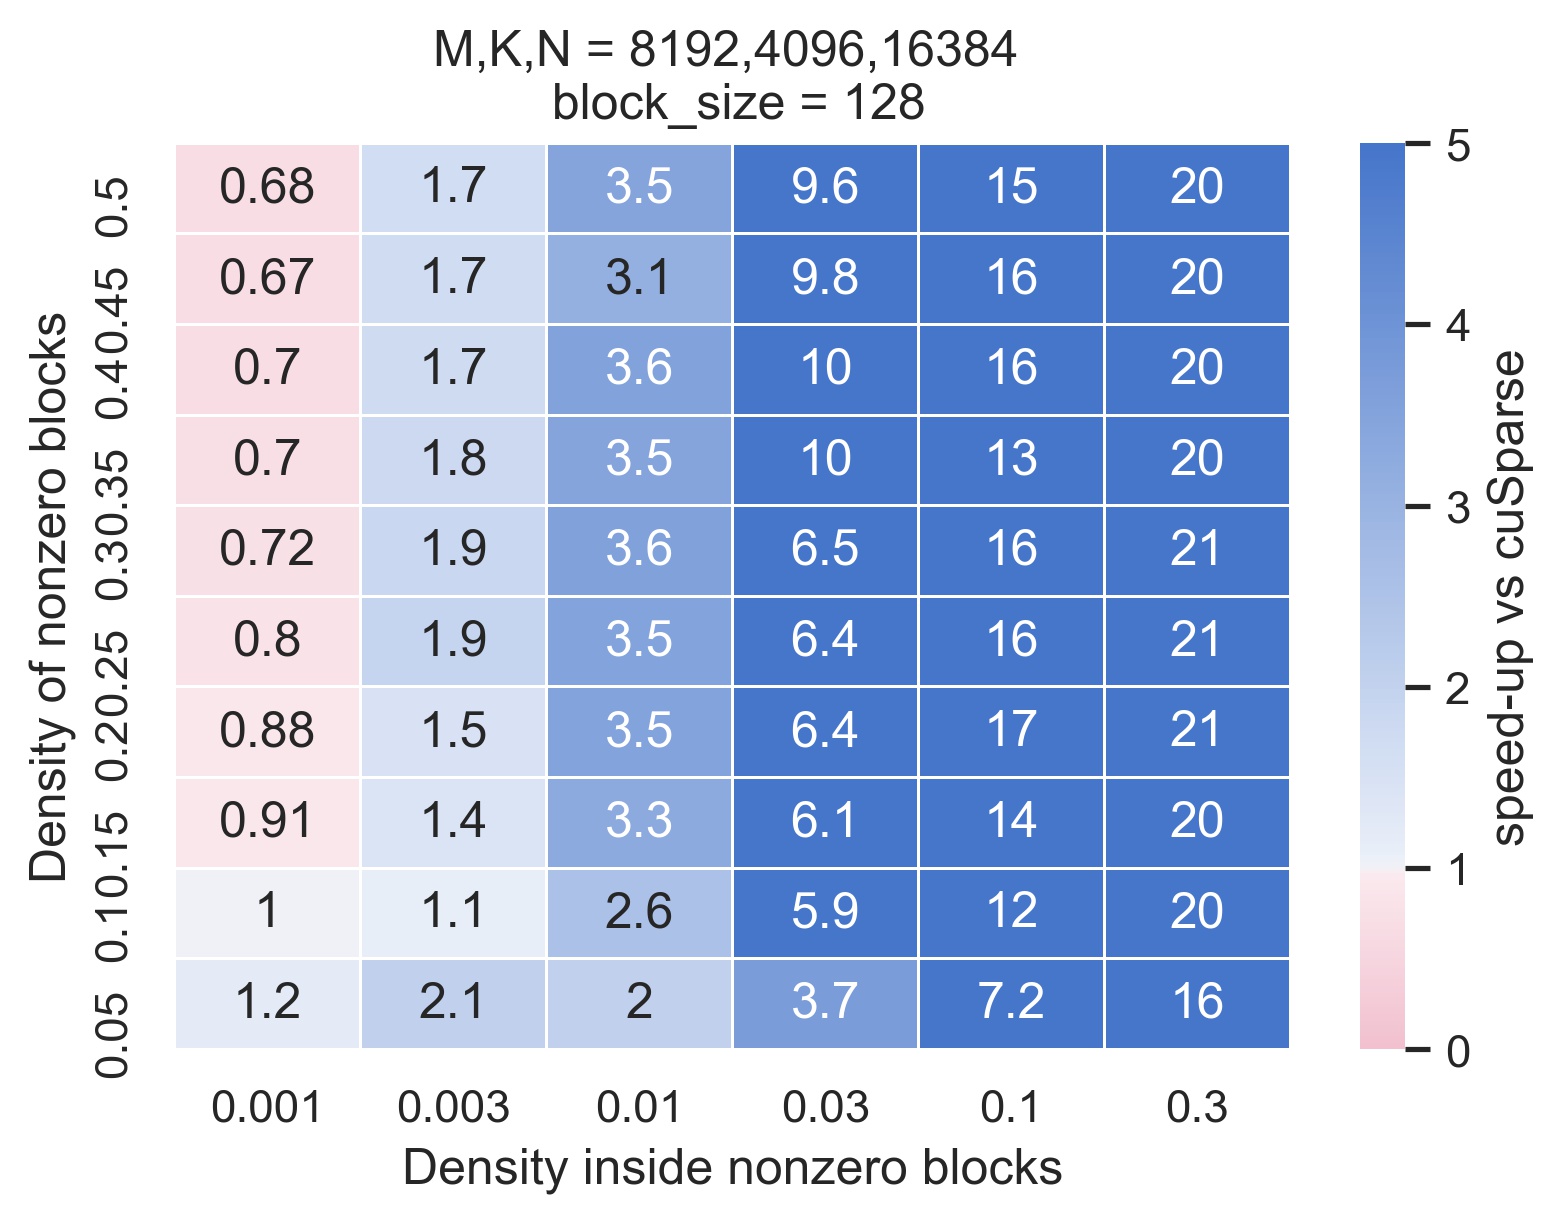 M,K,N = 8192,4096,16384
block_size = 128
Density of nonzero blocks
0.5 0.68 1.7 3.5 9.6 15 20
0.45 0.67 1.7 3.1 9.8 16 20
0.4 0.7 1.7 3.6 10 16 20
0.35 0.7 1.8 3.5 10 13 20
0.3 0.72 1.9 3.6 6.5 16 21
0.25 0.8 1.9 3.5 6.4 16 21
0.2 0.88 1.5 3.5 6.4 17 21
0.15 0.91 1.4 3.3 6.1 14 20
0.1 1 1.1 2.6 5.9 12 20
0.05 1.2 2.1 2 3.7 7.2 16
0.001 0.003 0.01 0.03 0.1 0.3
Density inside nonzero blocks
5
4
3
2
1
0
speed-up vs cuSparse